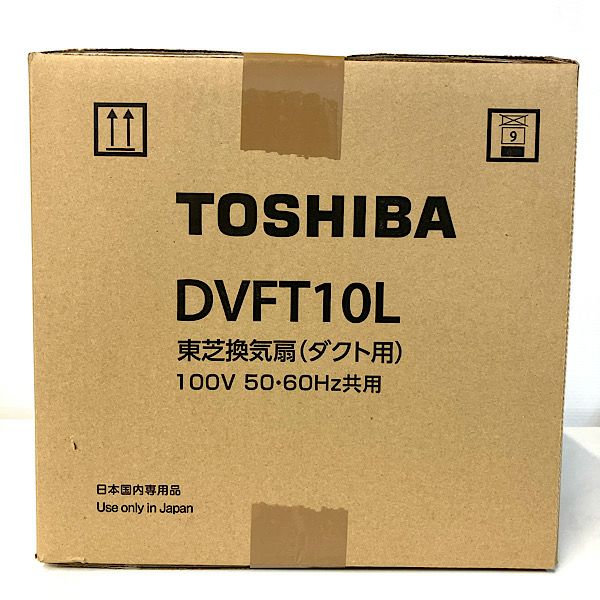 9
TOSHIBA
DVFT10L
東芝換気扇(ダクト用)
100V 50・60Hz共用
日本国内専用品
Use only in Japan